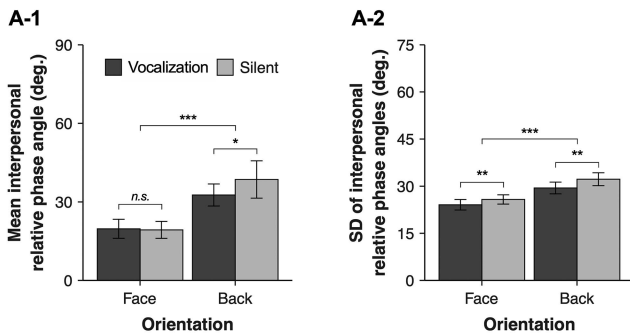 A-1
Mean interpersonal
relative phase angle (deg.)
90
60
30
0
Vocalization
Silent
***
*
n.s.
Face
Back
Orientation
A-2
SD of interpersonal
relative phase angles (deg.)
75
60
45
30
15
0
***
**
**
Face
Back
Orientation